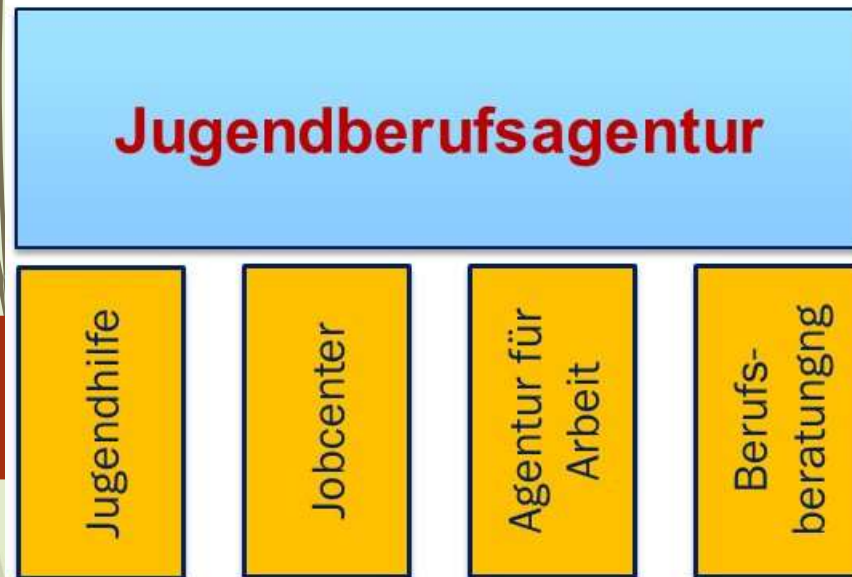 Jugendberufsagentur
Jugendhilfe
Jobcenter
Agentur für
Arbeit
Berufs-
beratungng